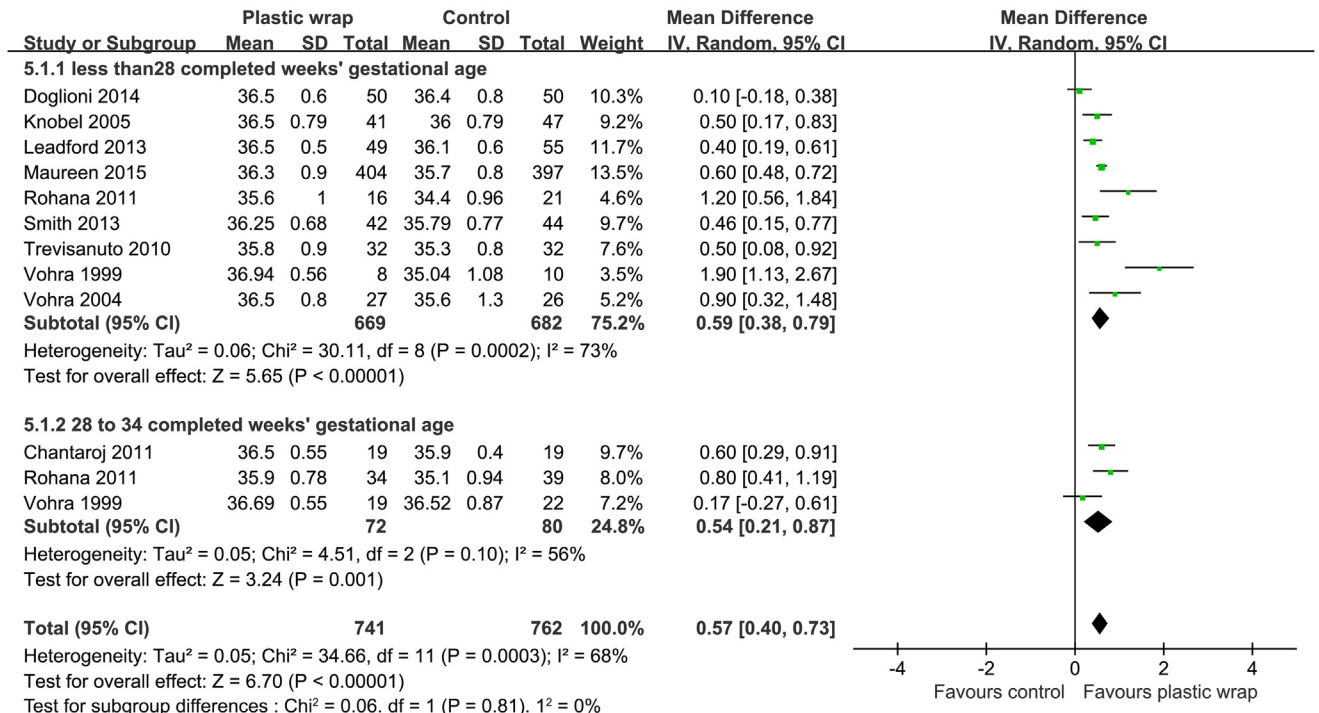 Plastic wrap Control Mean Difference Mean Difference
Study or Subgroup Mean SD Total Mean SD Total Weight IV, Random, 95% CI IV, Random, 95% CI
5.1.1 less than28 completed weeks' gestational age
Doglioni 2014 36.5 0.6 50 36.4 0.8 50 10.3% 0.10 [-0.18, 0.38]
Knobel 2005 36.5 0.79 41 36 0.79 47 9.2% 0.50 [0.17, 0.83]
Leadford 2013 36.5 0.5 49 36.1 0.6 55 11.7% 0.40 [0.19, 0.61]
Maureen 2015 36.3 0.9 404 35.7 0.8 397 13.5% 0.60 [0.48, 0.72]
Rohana 2011 35.6 1 16 34.4 0.96 21 4.6% 1.20 [0.56, 1.84]
Smith 2013 36.25 0.68 42 35.79 0.77 44 9.7% 0.46 [0.15, 0.77]
Trevisanuto 2010 35.8 0.9 32 35.3 0.8 32 7.6% 0.50 [0.08, 0.92]
Vohra 1999 36.94 0.56 8 35.04 1.08 10 3.5% 1.90 [1.13, 2.67]
Vohra 2004 36.5 0.8 27 35.6 1.3 26 5.2% 0.90 [0.32, 1.48]
Subtotal (95% CI) 669 682 75.2% 0.59 [0.38, 0.79]
Heterogeneity: Tau² = 0.06; Chi² = 30.11, df = 8 (P = 0.0002); I² = 73%
Test for overall effect: Z = 5.65 (P < 0.00001)
5.1.2 28 to 34 completed weeks' gestational age
Chantaroj 2011 36.5 0.55 19 35.9 0.4 19 9.7% 0.60 [0.29, 0.91]
Rohana 2011 35.9 0.78 34 35.1 0.94 39 8.0% 0.80 [0.41, 1.19]
Vohra 1999 36.69 0.55 19 36.52 0.87 22 7.2% 0.17 [-0.27, 0.61]
Subtotal (95% CI) 72 80 24.8% 0.54 [0.21, 0.87]
Heterogeneity: Tau² = 0.05; Chi² = 4.51, df = 2 (P = 0.10); I² = 56%
Test for overall effect: Z = 3.24 (P = 0.001)
Total (95% CI) 741 762 100.0% 0.57 [0.40, 0.73]
Heterogeneity: Tau² = 0.05; Chi² = 34.66, df = 11 (P = 0.0003); I² = 68%
Test for overall effect: Z = 6.70 (P < 0.00001)
Test for subgroup differences : Chi² = 0.06. df = 1 (P = 0.81). 1² = 0%
-4 -2 0 2 4
Favours control Favours plastic wrap